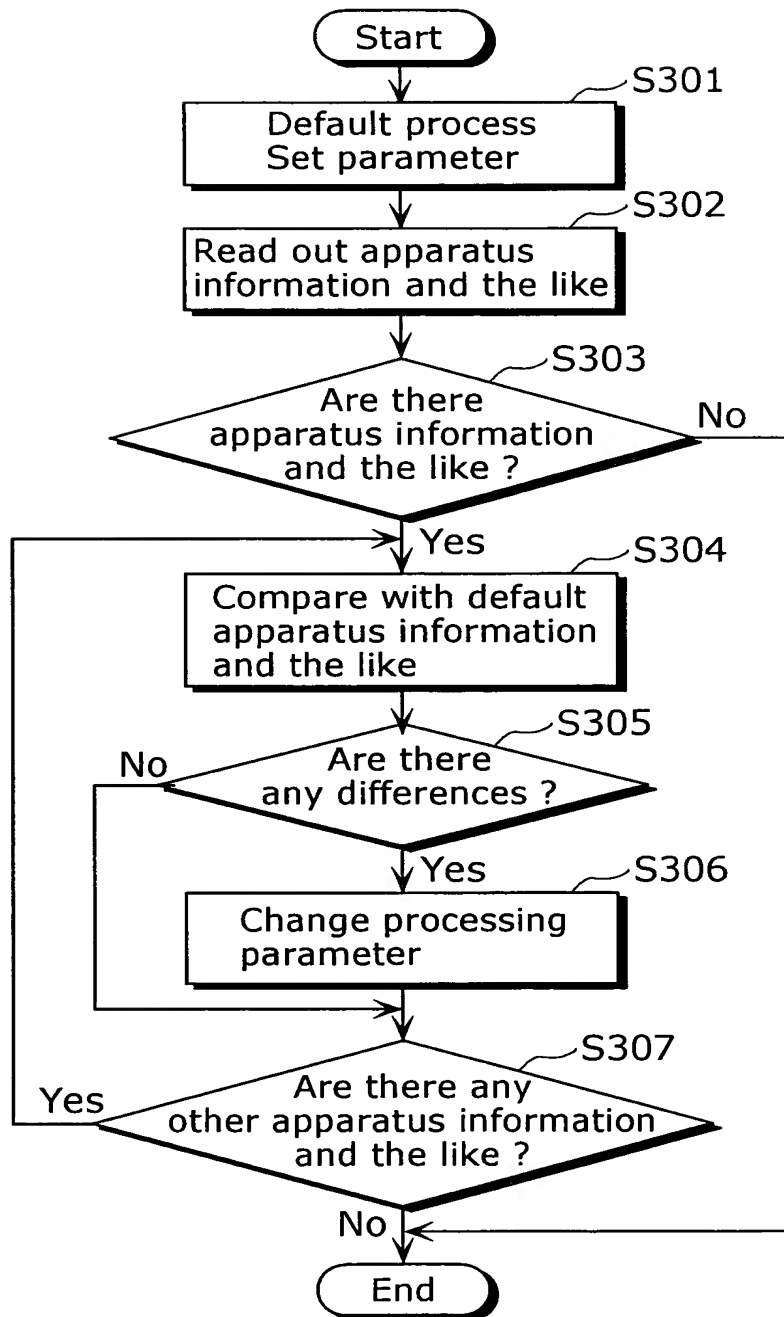 Start
S301
Default process
Set parameter
S302
Read out apparatus
information and the like
S303
Are there
apparatus information
and the like ?
No
Yes
S304
Compare with default
apparatus information
and the like
S305
No
Are there
any differences ?
Yes
S306
Change processing
parameter
S307
Yes
Are there any
other apparatus information
and the like ?
No
End